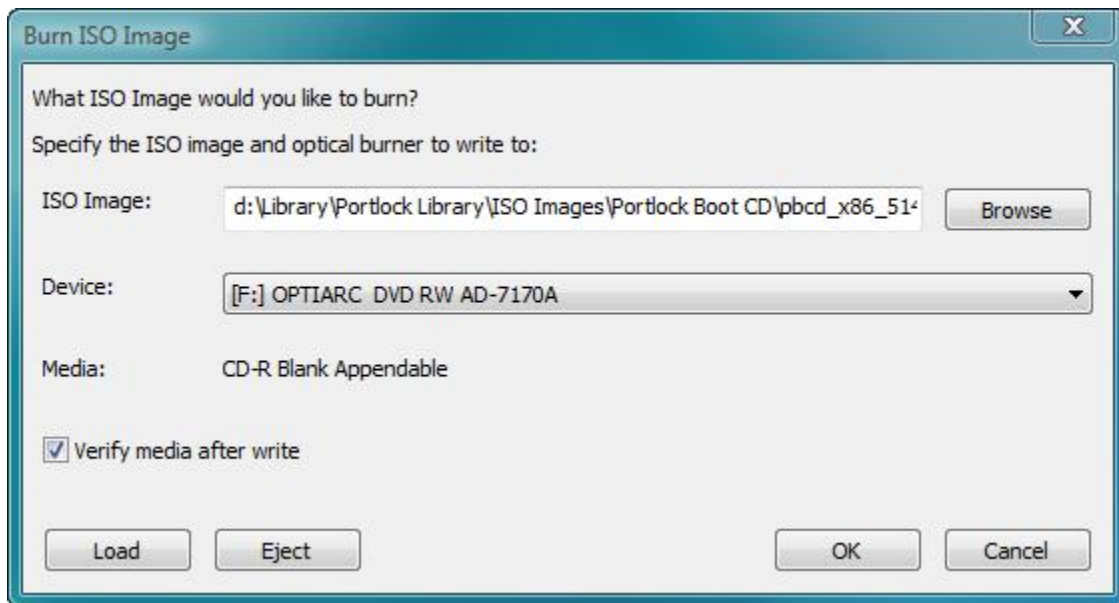 Burn ISO Image
What ISO Image would you like to burn?
Specify the ISO image and optical burner to write to:
ISO Image: d:\Library\Portlock Library\ISO Images\Portlock Boot CD\pbcd_x86_514 Browse
Device: [F:] OPTIARC DVD RW AD-7170A
Media: CD-R Blank Appendable
Verify media after write
Load Eject OK Cancel